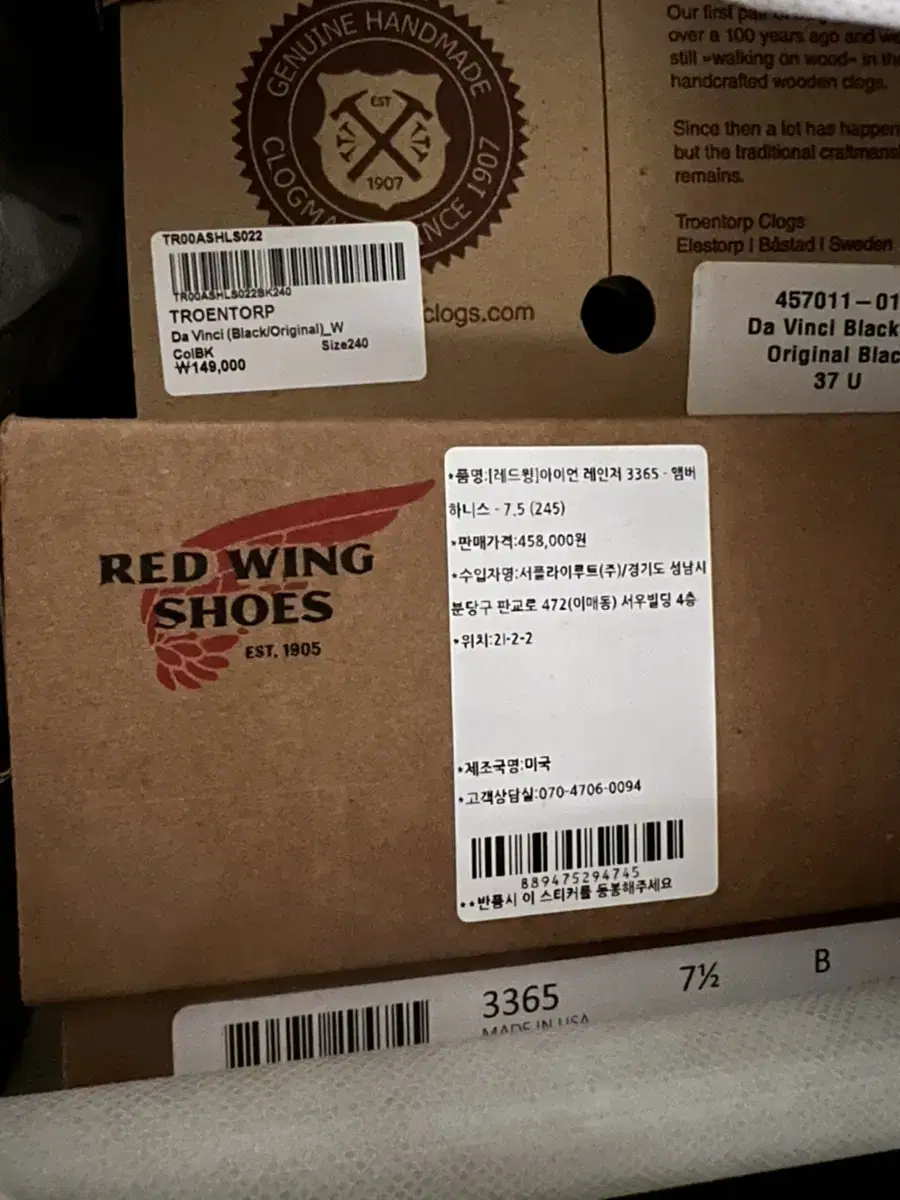 GENUINE HANDMADE
EST
1907
SINCE 1907
Our first
over a 100 years ago and
still »walking on wood« in
handcrafted wooden clogs.
Since then a lot has
but the traditional
remains.
Troentorp Clogs
Elestorp | Båstad | Sweden
TR00ASHLS022
TR00ASHLS022BK240
TROENTORP
Da Vinci (Black/Original)_W
ColBK Size240
₩149,000
clogs.com
457011-01
Da Vinci Black
Original
37 U
RED WING
SHOES
EST. 1905
*품명:[레드윙]아이언 레인저 3365 - 앰버
하니스 - 7.5 (245)
*판매가격:458,000원
*수입자명:서플라이루트(주)/경기도 성남시
분당구 판교로 472(이매동) 서우빌딩 4층
*위치:21-2-2
*제조국명:미국
*고객상담실:070-4706-0094
889475294745
**반품시 이 스티커를 동봉해주세요
3365 7½ B
MADE IN USA